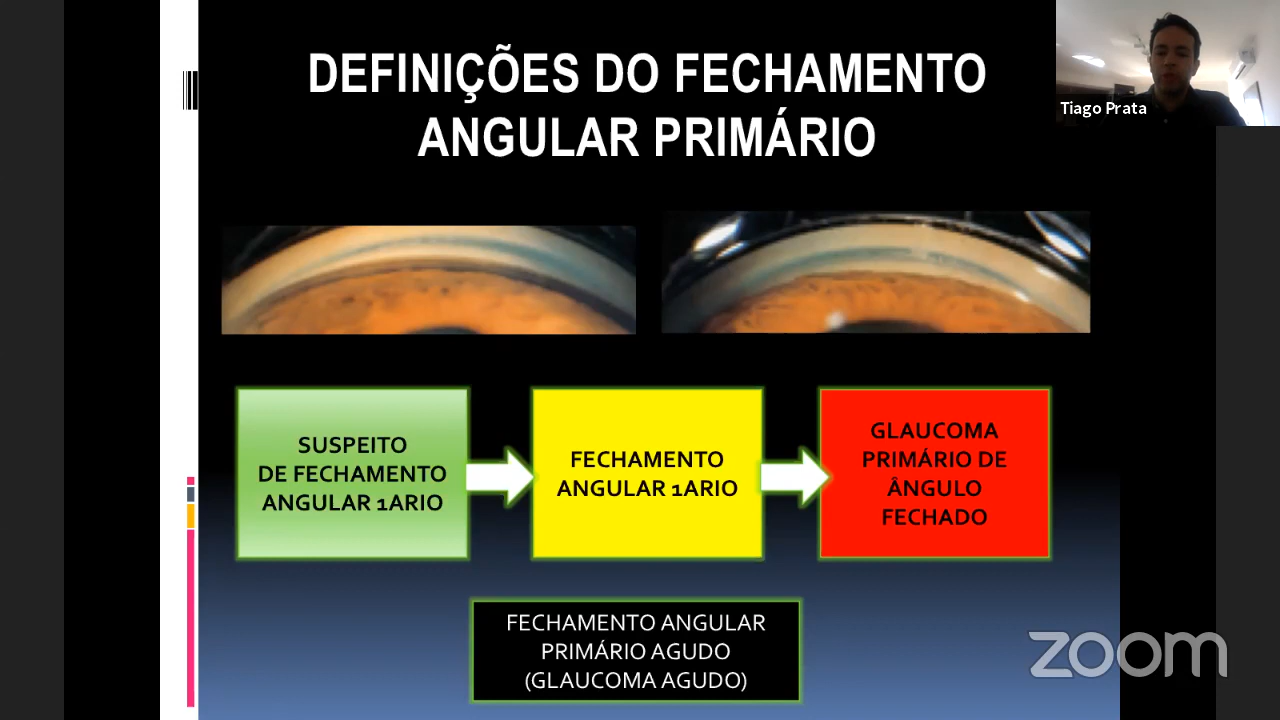 DEFINIÇÕES DO FECHAMENTO
ANGULAR PRIMÁRIO
Tiago Prata
SUSPEITO
DE FECHAMENTO
ANGULAR 1ARIO
FECHAMENTO
ANGULAR 1ARIO
GLAUCOMA
PRIMÁRIO DE
ÂNGULO
FECHADO
FECHAMENTO ANGULAR
PRIMÁRIO AGUDO
(GLAUCOMA AGUDO)
zoom